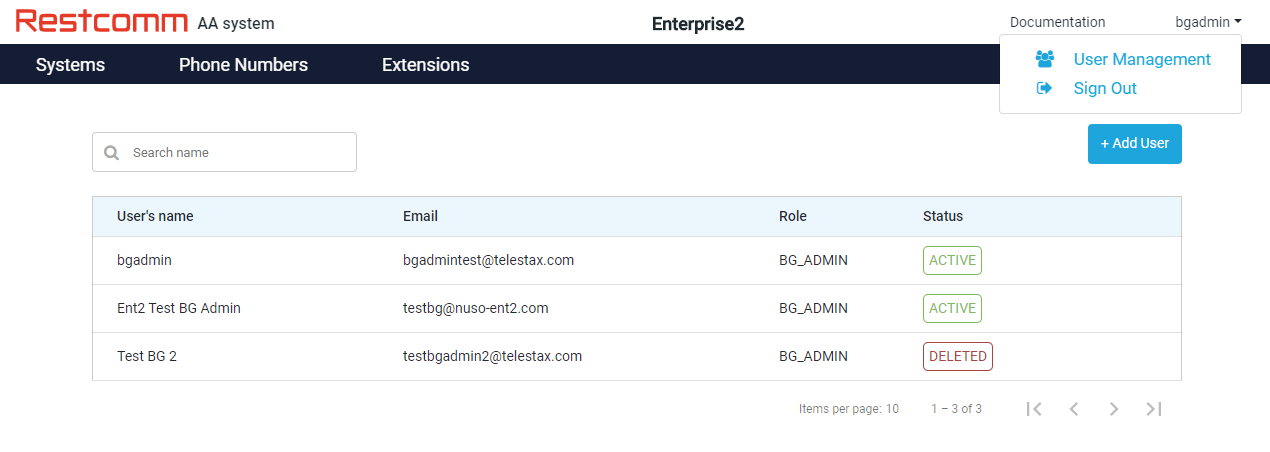 Restcomm AA system
Enterprise2
Documentation
bgadmin
User Management
Sign Out
Systems
Phone Numbers
Extensions
Search name
+ Add User
User's name Email Role Status
bgadmin bgadmintest@telestax.com BG_ADMIN ACTIVE
Ent2 Test BG Admin testbg@nuso-ent2.com BG_ADMIN ACTIVE
Test BG 2 testbgadmin2@telestax.com BG_ADMIN DELETED
Items per page: 10 1 – 3 of 3